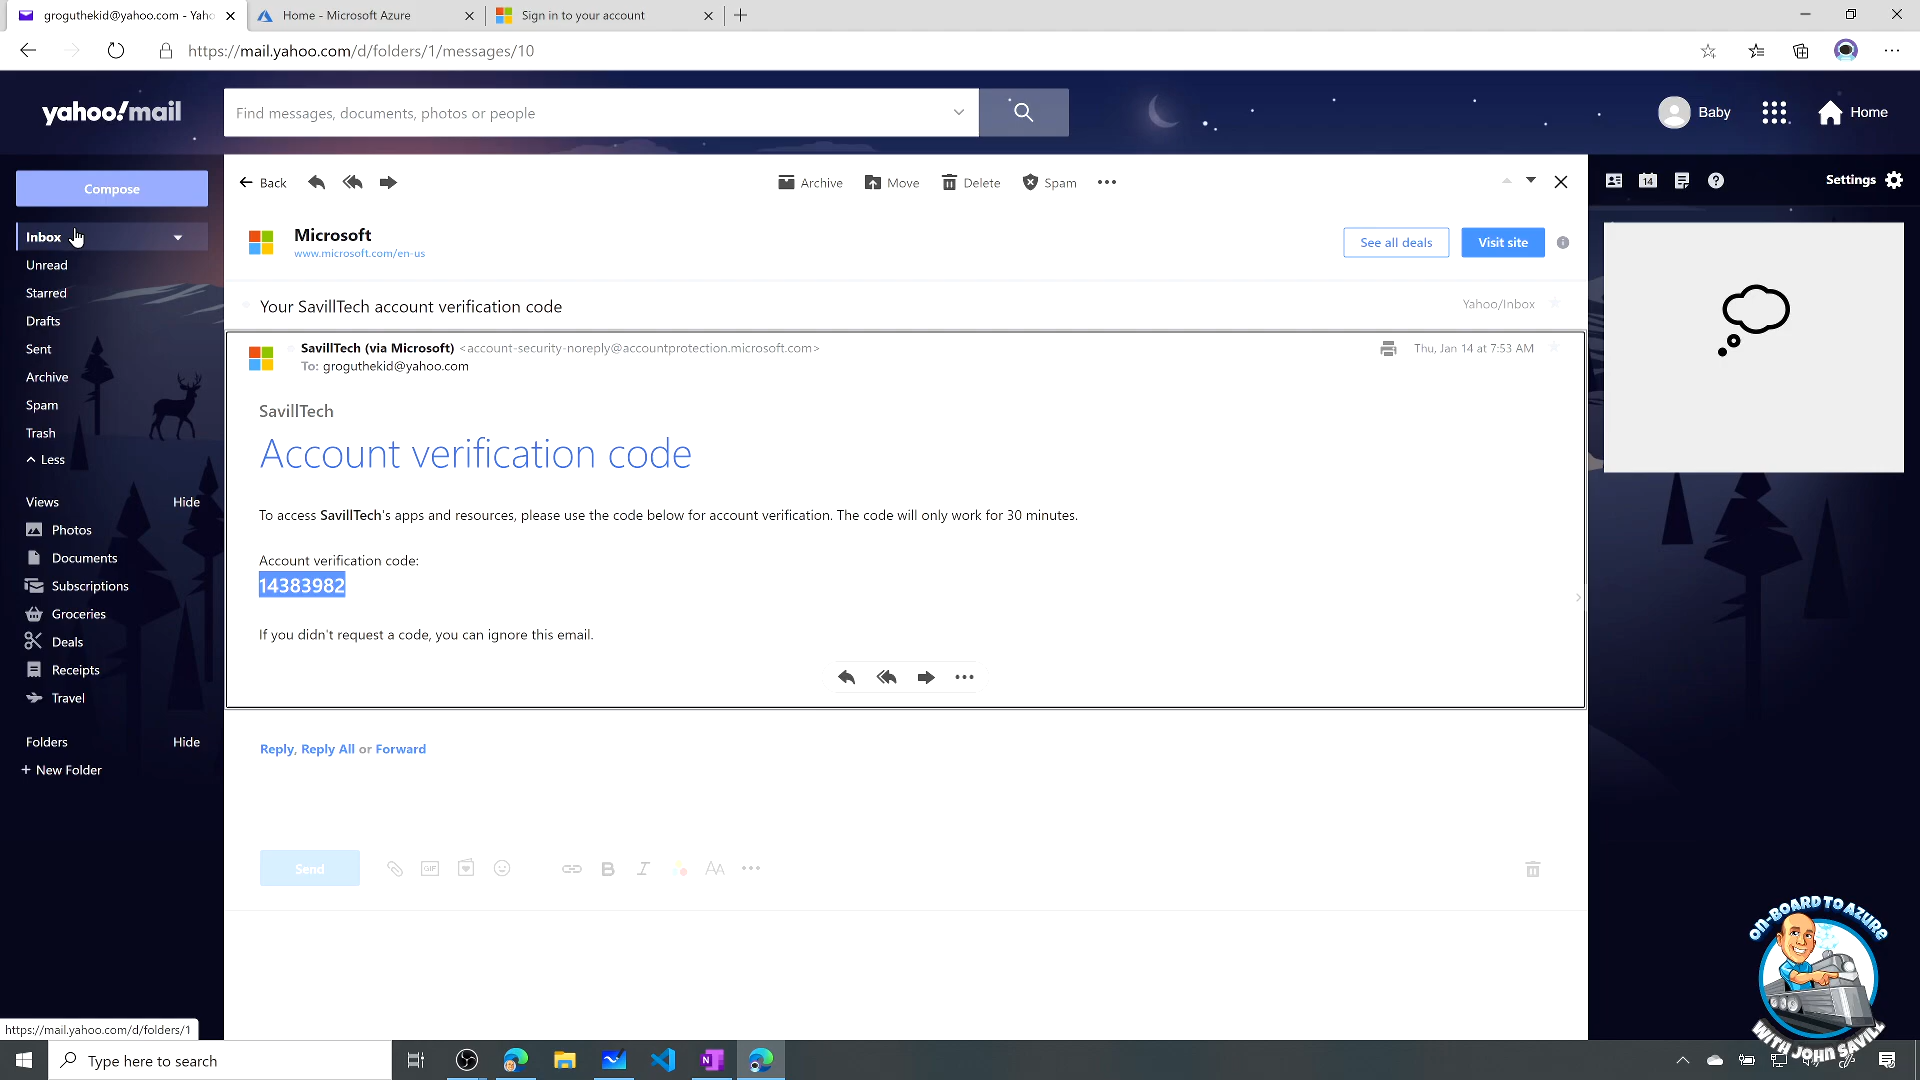 groguthekid@yahoo.com - Yaho
Home - Microsoft Azure
Sign in to your account
https://mail.yahoo.com/d/folders/1/messages/10
yahoo!mail
Find messages, documents, photos or people
Baby
Home
Compose
Back
Archive
Move
Delete
Spam
14
Settings
Inbox
Unread
Starred
Drafts
Sent
Archive
Spam
Trash
Less
Views
Hide
Photos
Documents
Subscriptions
Groceries
Deals
Receipts
Travel
Folders
Hide
+ New Folder
Microsoft
www.microsoft.com/en-us
See all deals
Visit site
Your SavillTech account verification code
Yahoo/Inbox
SavillTech (via Microsoft) <account-security-noreply@accountprotection.microsoft.com>
Thu, Jan 14 at 7:53 AM
To: groguthekid@yahoo.com
SavillTech
Account verification code
To access SavillTech's apps and resources, please use the code below for account verification. The code will only work for 30 minutes.
Account verification code:
14383982
If you didn't request a code, you can ignore this email.
Reply, Reply All or Forward
Send
GIF
B
I
AA
ON-BOARD TO AZURE
WITH JOHN SAVILL
https://mail.yahoo.com/d/folders/1
Type here to search
N